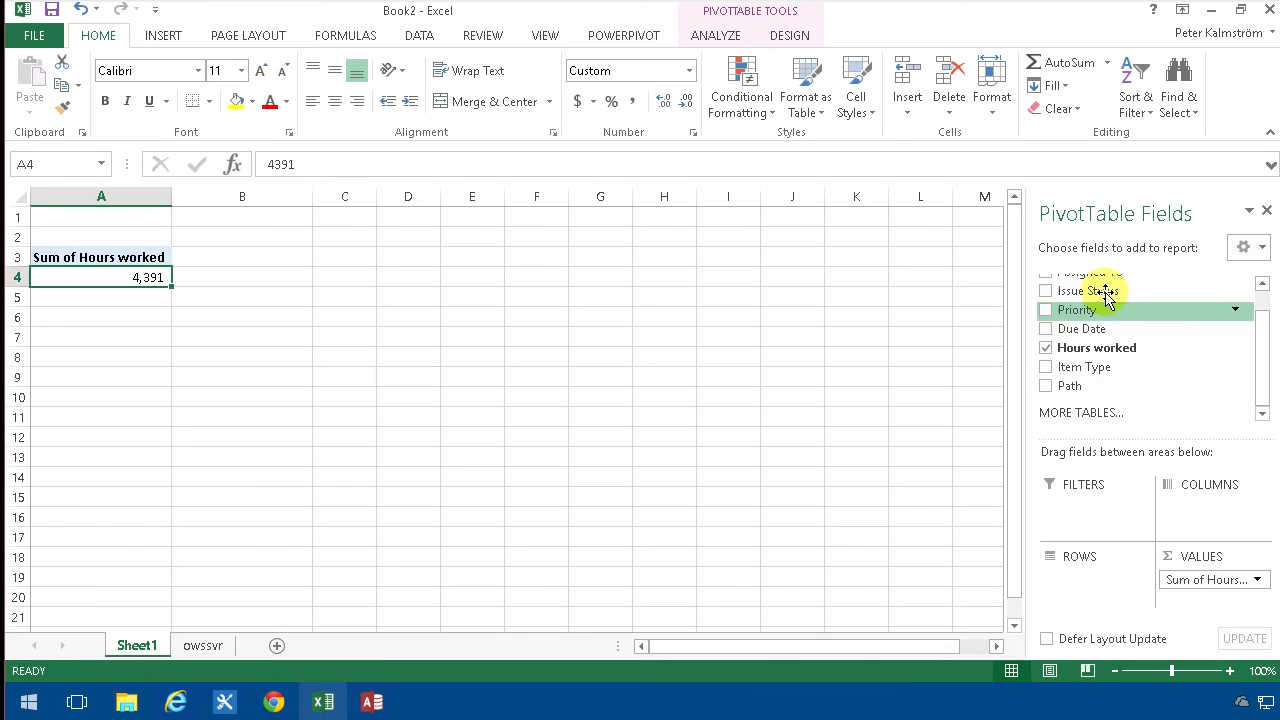 Book2 - Excel
PIVOTTABLE TOOLS
?
FILE
HOME
INSERT
PAGE LAYOUT
FORMULAS
DATA
REVIEW
VIEW
POWERPIVOT
ANALYZE
DESIGN
Peter Kalmström
Paste
Calibri
11
A A
B I U
A
Wrap Text
Merge & Center
Custom
$ % ,
Conditional Formatting
Format as Table
Cell Styles
Insert
Delete
Format
AutoSum
Fill
Clear
Sort & Filter
Find & Select
Clipboard
Font
Alignment
Number
Styles
Cells
Editing
A4
fx
4391
A B C D E F G H I J K L M
1
2
3 Sum of Hours worked
4 4,391
5
6
7
8
9
10
11
12
13
14
15
16
17
18
19
20
21
PivotTable Fields
Choose fields to add to report:
Assigned To
Issue Status
Priority
Due Date
Hours worked
Item Type
Path
MORE TABLES...
Drag fields between areas below:
FILTERS
COLUMNS
ROWS
VALUES
Sum of Hours...
Defer Layout Update
UPDATE
Sheet1
owssvr
READY
100%